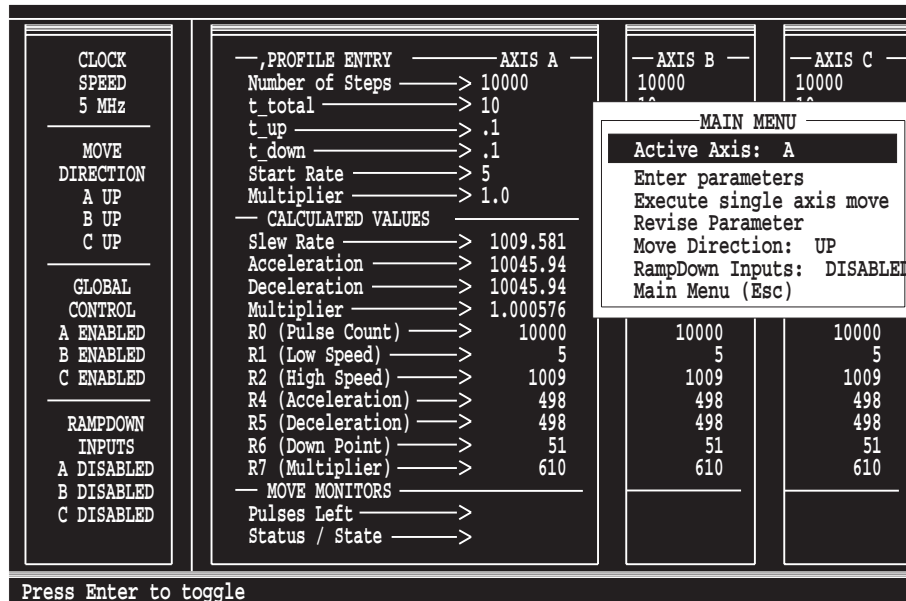 CLOCK
SPEED
5 MHz
MOVE
DIRECTION
A UP
B UP
C UP
GLOBAL
CONTROL
A ENABLED
B ENABLED
C ENABLED
RAMPDOWN
INPUTS
A DISABLED
B DISABLED
C DISABLED
,PROFILE ENTRY AXIS A
Number of Steps > 10000
t_total > 10
t_up > .1
t_down > .1
Start Rate > 5
Multiplier > 1.0
CALCULATED VALUES
Slew Rate > 1009.581
Acceleration > 10045.94
Deceleration > 10045.94
Multiplier > 1.000576
R0 (Pulse Count) > 10000
R1 (Low Speed) > 5
R2 (High Speed) > 1009
R4 (Acceleration) > 498
R5 (Deceleration) > 498
R6 (Down Point) > 51
R7 (Multiplier) > 610
MOVE MONITORS
Pulses Left >
Status / State >
AXIS B
10000
10000
5
1009
498
498
51
610
AXIS C
10000
10000
5
1009
498
498
51
610
MAIN MENU
Active Axis: A
Enter parameters
Execute single axis move
Revise Parameter
Move Direction: UP
RampDown Inputs: DISABLED
Main Menu (Esc)
Press Enter to toggle